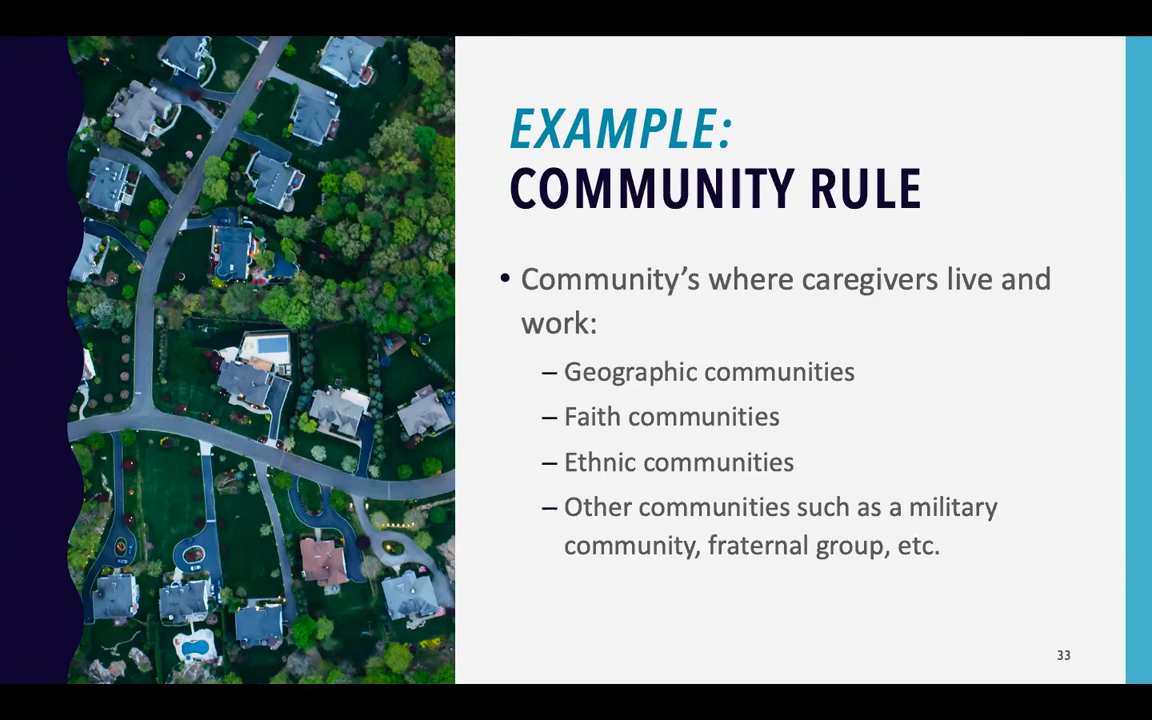 EXAMPLE:
COMMUNITY RULE
• Community's where caregivers live and
work:
– Geographic communities
– Faith communities
– Ethnic communities
– Other communities such as a military
community, fraternal group, etc.
33